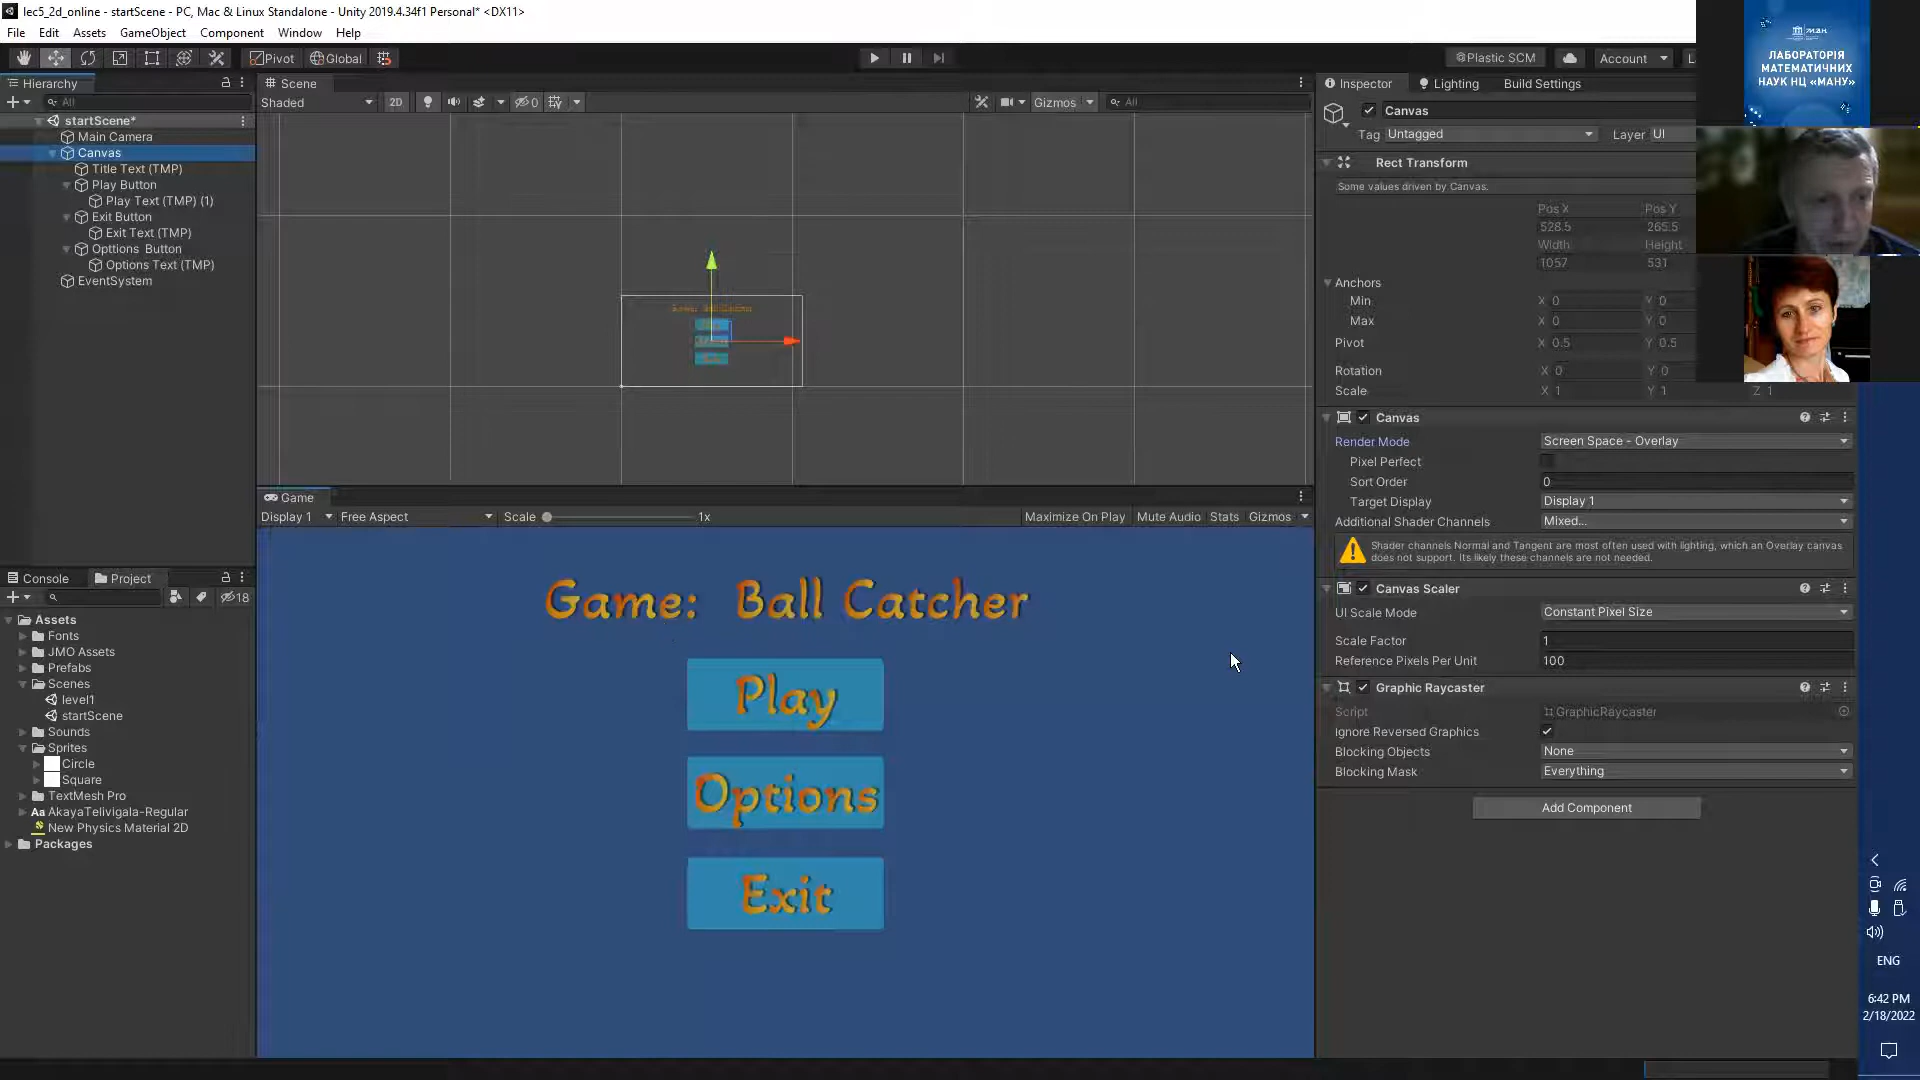 lec5_2d_online - startScene - PC, Mac & Linux Standalone - Unity 2019.4.34f1 Personal* <DX11>
File Edit Assets GameObject Component Window Help
Pivot Global Plastic SCM Account L
Hierarchy
All
startScene*
Main Camera
Canvas
Title Text (TMP)
Play Button
Play Text (TMP) (1)
Exit Button
Exit Text (TMP)
Opttions Button
Options Text (TMP)
EventSystem
Scene
Shaded 2D 0 Gizmos All
Game
Display 1 Free Aspect Scale 1x Maximize On Play Mute Audio Stats Gizmos
Game: Ball Catcher
Play
Options
Exit
Console Project
18
Assets
Fonts
JMO Assets
Prefabs
Scenes
level1
startScene
Sounds
Sprites
Circle
Square
TextMesh Pro
Aa AkayaTelivigala-Regular
New Physics Material 2D
Packages
Inspector Lighting Build Settings
Canvas
Tag Untagged Layer UI
Rect Transform
Some values driven by Canvas.
Pos X Pos Y
528.5 265.5
Width Height
1057 531
Anchors
Min X 0 Y 0
Max X 0 Y 0
Pivot X 0.5 Y 0.5
Rotation X 0 Y 0
Scale X 1 Y 1 Z 1
Canvas
Render Mode Screen Space - Overlay
Pixel Perfect
Sort Order 0
Target Display Display 1
Additional Shader Channels Mixed...
Shader channels Normal and Tangent are most often used with lighting, which an Overlay canvas
does not support. Its likely these channels are not needed.
Canvas Scaler
UI Scale Mode Constant Pixel Size
Scale Factor 1
Reference Pixels Per Unit 100
Graphic Raycaster
Script GraphicRaycaster
Ignore Reversed Graphics
Blocking Objects None
Blocking Mask Everything
Add Component
ЛАБОРАТОРІЯ
МАТЕМАТИЧНИХ
НАУК НЦ «МАНУ»
ENG
6:42 PM
2/18/2022